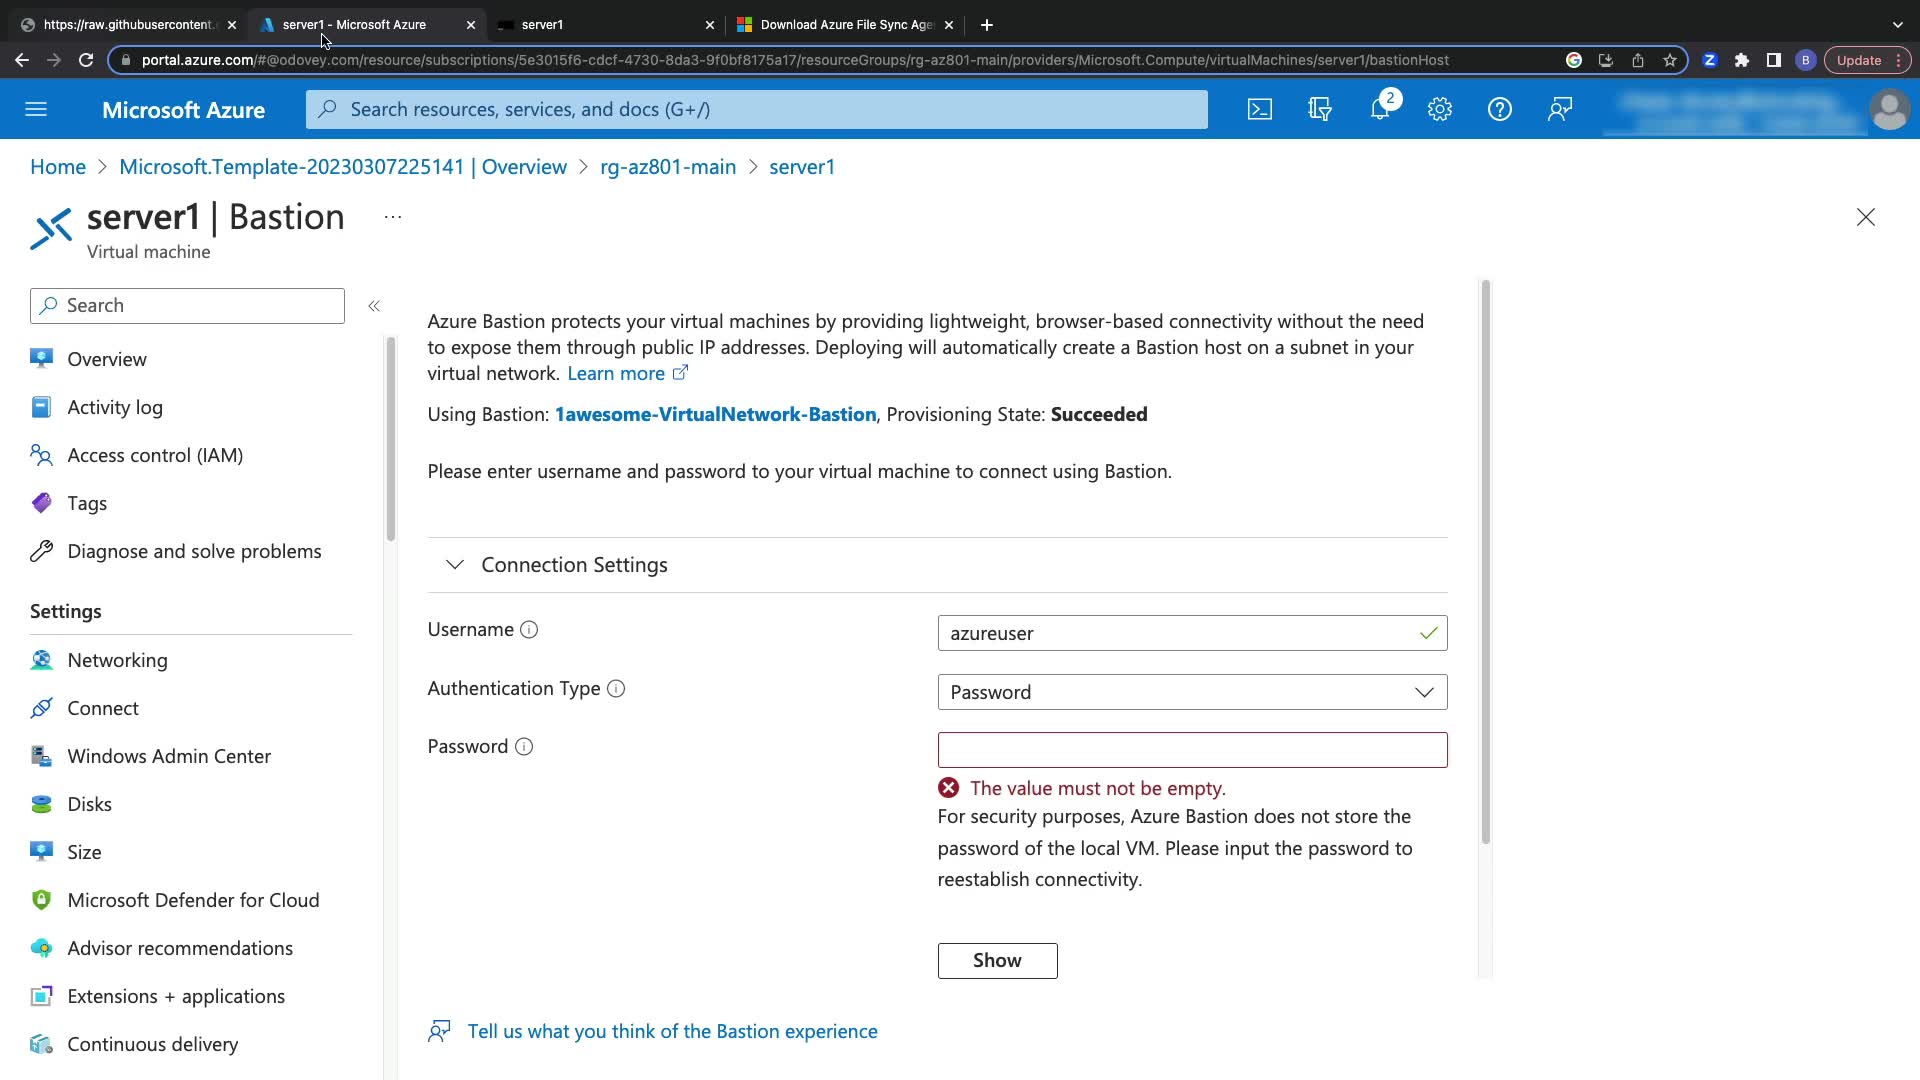 https://raw.githubusercontent.
server1 - Microsoft Azure
server1
Download Azure File Sync Age
portal.azure.com/#@odovey.com/resource/subscriptions/5e3015f6-cdcf-4730-8da3-9f0bf8175a17/resourceGroups/rg-az801-main/providers/Microsoft.Compute/virtualMachines/server1/bastionHost
Z
B
Update
Microsoft Azure
Search resources, services, and docs (G+/)
2
Home > Microsoft.Template-20230307225141 | Overview > rg-az801-main > server1
server1 | Bastion ...
Virtual machine
Search
Overview
Activity log
Access control (IAM)
Tags
Diagnose and solve problems
Settings
Networking
Connect
Windows Admin Center
Disks
Size
Microsoft Defender for Cloud
Advisor recommendations
Extensions + applications
Continuous delivery
Azure Bastion protects your virtual machines by providing lightweight, browser-based connectivity without the need
to expose them through public IP addresses. Deploying will automatically create a Bastion host on a subnet in your
virtual network. Learn more
Using Bastion: 1awesome-VirtualNetwork-Bastion, Provisioning State: Succeeded
Please enter username and password to your virtual machine to connect using Bastion.
Connection Settings
Username
azureuser
Authentication Type
Password
Password
The value must not be empty.
For security purposes, Azure Bastion does not store the
password of the local VM. Please input the password to
reestablish connectivity.
Show
Tell us what you think of the Bastion experience